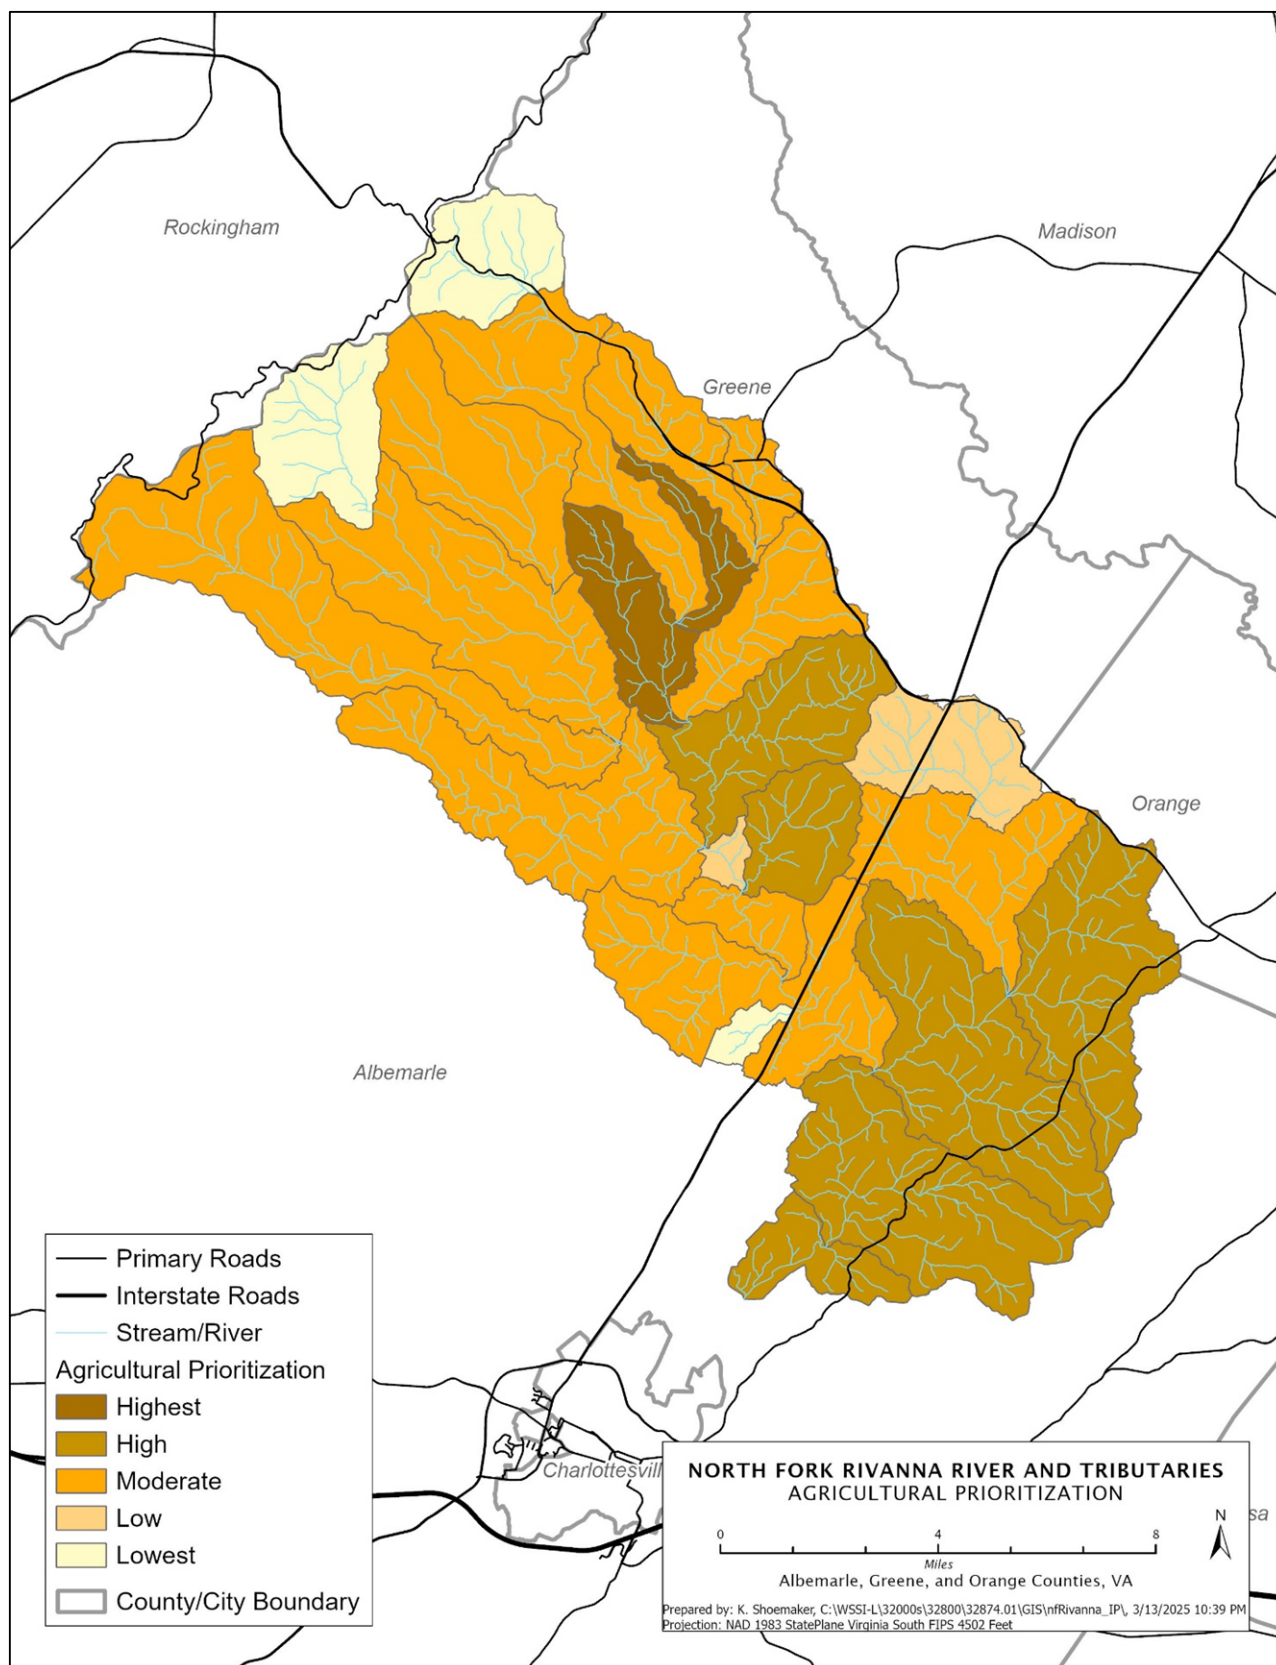 Rockingham
Madison
Greene
Orange
Albemarle
Primary Roads
Interstate Roads
Stream/River
Agricultural Prioritization
Highest
High
Moderate
Low
Lowest
County/City Boundary
Charlottesvill
NORTH FORK RIVANNA RIVER AND TRIBUTARIES
AGRICULTURAL PRIORITIZATION
N
sa
0 4 8
Miles
Albemarle, Greene, and Orange Counties, VA
Prepared by: K. Shoemaker, C:\WSSI-L\32000s\32800\32874.01\GIS\nfRivanna_IP\, 3/13/2025 10:39 PM
Projection: NAD 1983 StatePlane Virginia South FIPS 4502 Feet